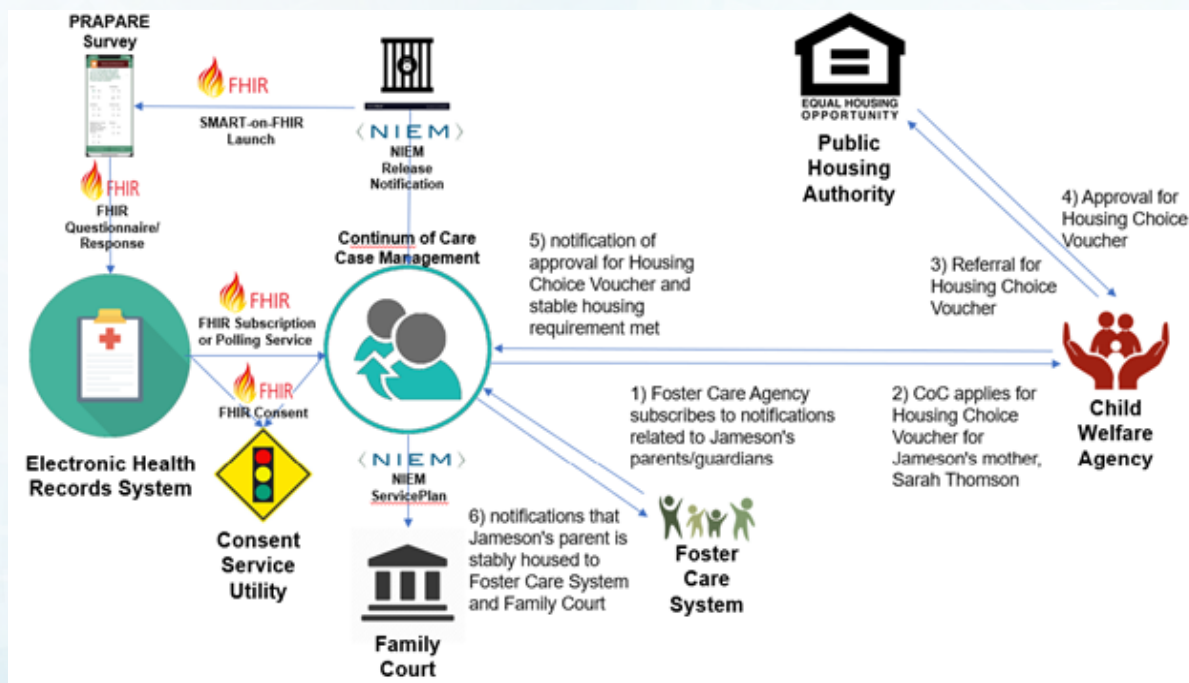 PRAPARE
Survey
FHIR
SMART-on-FHIR
Launch
NIEM
NIEM
Release
Notification
FHIR
FHIR
Questionnaire/
Response
Electronic Health
Records System
FHIR
FHIR Subscription
or Polling Service
FHIR
FHIR Consent
Consent
Service
Utility
Continum of Care
Case Management
NIEM
NIEM
ServicePlan
Family
Court
5) notification of
approval for Housing
Choice Voucher and
stable housing
requirement met
1) Foster Care Agency
subscribes to notifications
related to Jameson's
parents/guardians
6) notifications that
Jameson's parent is
stably housed to
Foster Care System
and Family Court
Foster
Care
System
EQUAL HOUSING
OPPORTUNITY
Public
Housing
Authority
4) Approval for
Housing Choice
Voucher
3) Referral for
Housing Choice
Voucher
2) CoC applies for
Housing Choice
Voucher for
Jameson's mother,
Sarah Thomson
Child
Welfare
Agency